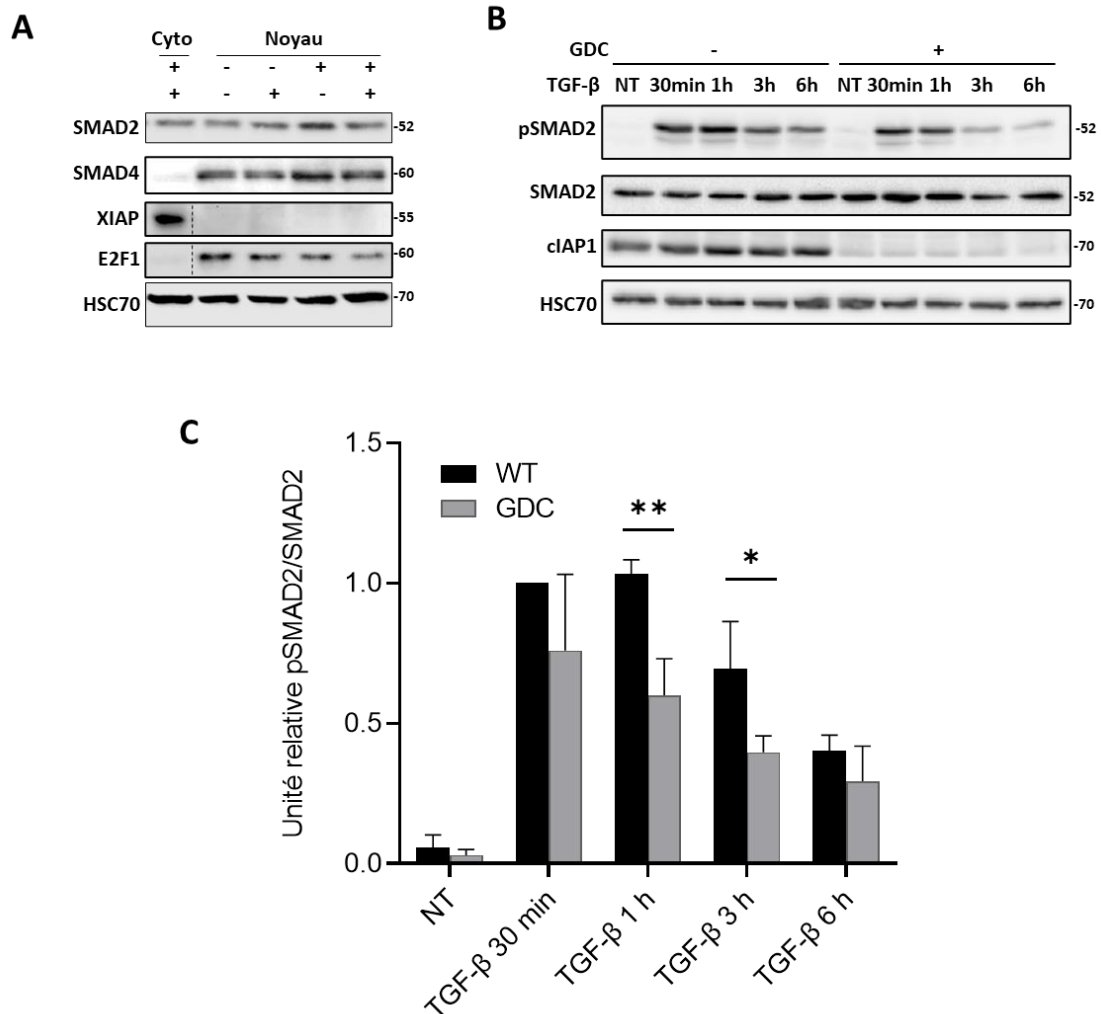 A
Cyto Noyau
+ - - + +
+ - + - +
SMAD2 -52
SMAD4 -60
XIAP -55
E2F1 -60
HSC70 -70
B
GDC - +
TGF-β NT 30min 1h 3h 6h NT 30min 1h 3h 6h
pSMAD2 -52
SMAD2 -52
cIAP1 -70
HSC70 -70
C
Unité relative pSMAD2/SMAD2
1.5
1.0
0.5
0.0
WT
GDC
** 
*
NT
TGF-β 30 min
TGF-β 1 h
TGF-β 3 h
TGF-β 6 h